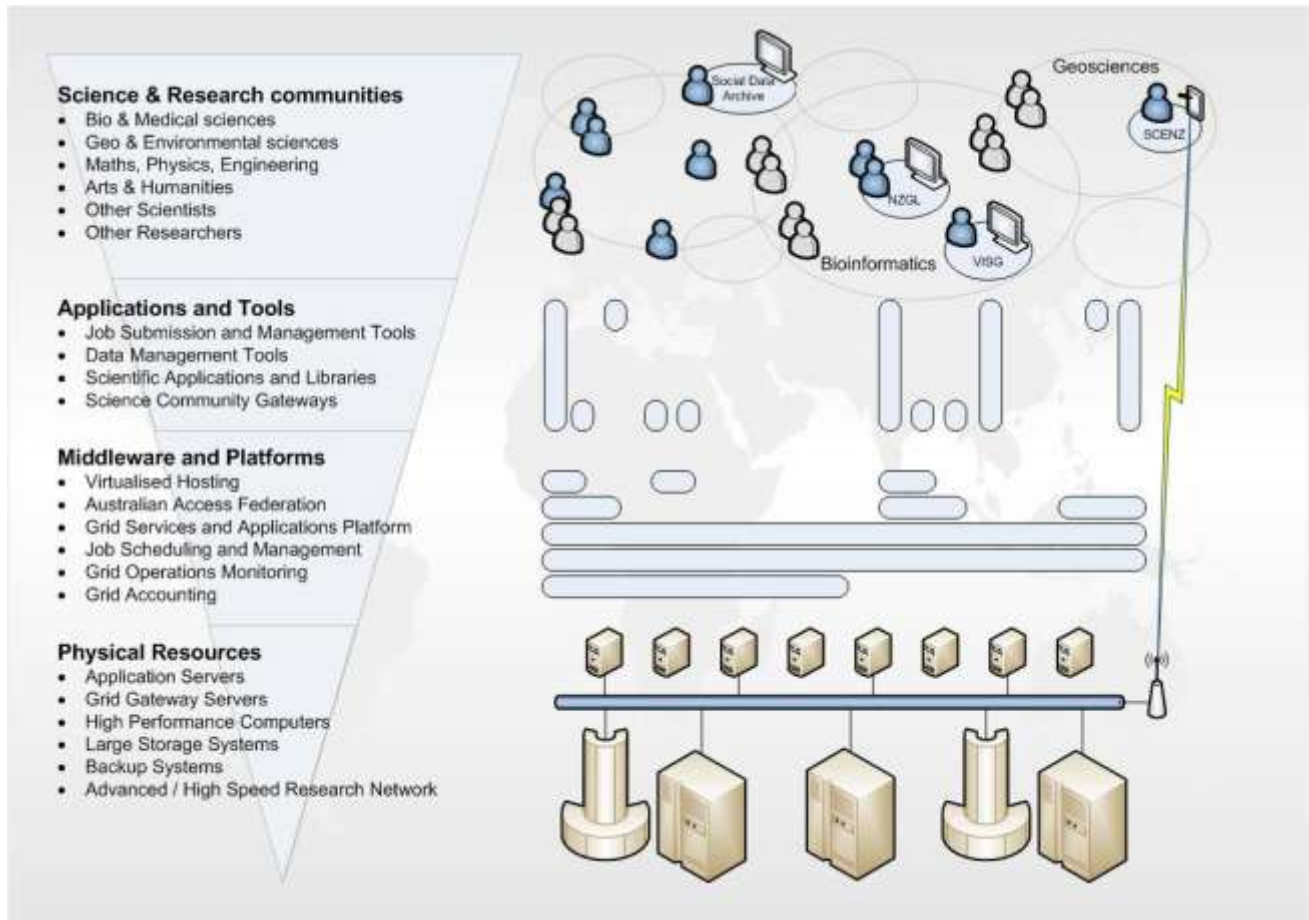 Science & Research communities
• Bio & Medical sciences
• Geo & Environmental sciences
• Maths, Physics, Engineering
• Arts & Humanities
• Other Scientists
• Other Researchers
Applications and Tools
• Job Submission and Management Tools
• Data Management Tools
• Scientific Applications and Libraries
• Science Community Gateways
Middleware and Platforms
• Virtualised Hosting
• Australian Access Federation
• Grid Services and Applications Platform
• Job Scheduling and Management
• Grid Operations Monitoring
• Grid Accounting
Physical Resources
• Application Servers
• Grid Gateway Servers
• High Performance Computers
• Large Storage Systems
• Backup Systems
• Advanced / High Speed Research Network
Social Data
Archive
Geosciences
SCENZ
NZGL
Bioinformatics
VISG